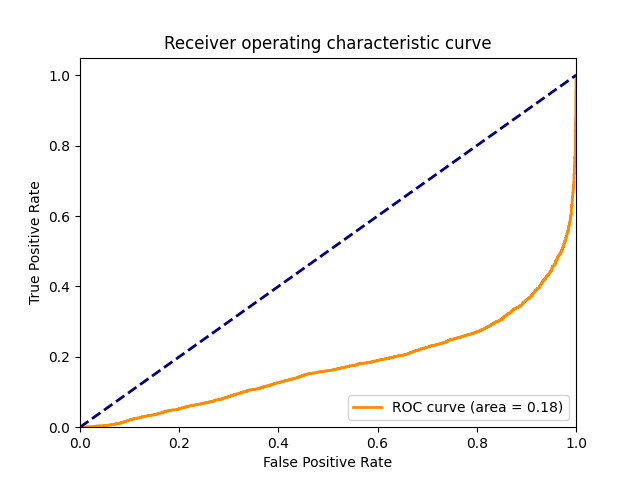 Receiver operating characteristic curve
True Positive Rate
1.0
0.8
0.6
0.4
0.2
0.0
ROC curve (area = 0.18)
0.0 0.2 0.4 0.6 0.8 1.0
False Positive Rate